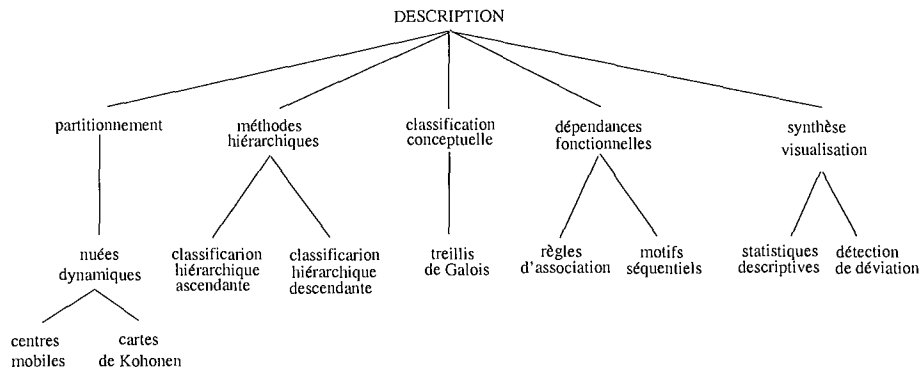 DESCRIPTION
partitionnement
méthodes
hiérarchiques
classification
conceptuelle
dépendances
fonctionnelles
synthèse
visualisation
nuées
dynamiques
classificarion
hiérarchique
ascendante
classificarion
hiérarchique
descendante
treillis
de Galois
règles
d'association
motifs
séquentiels
statistiques
descriptives
détection
de déviation
centres
mobiles
cartes
de Kohonen